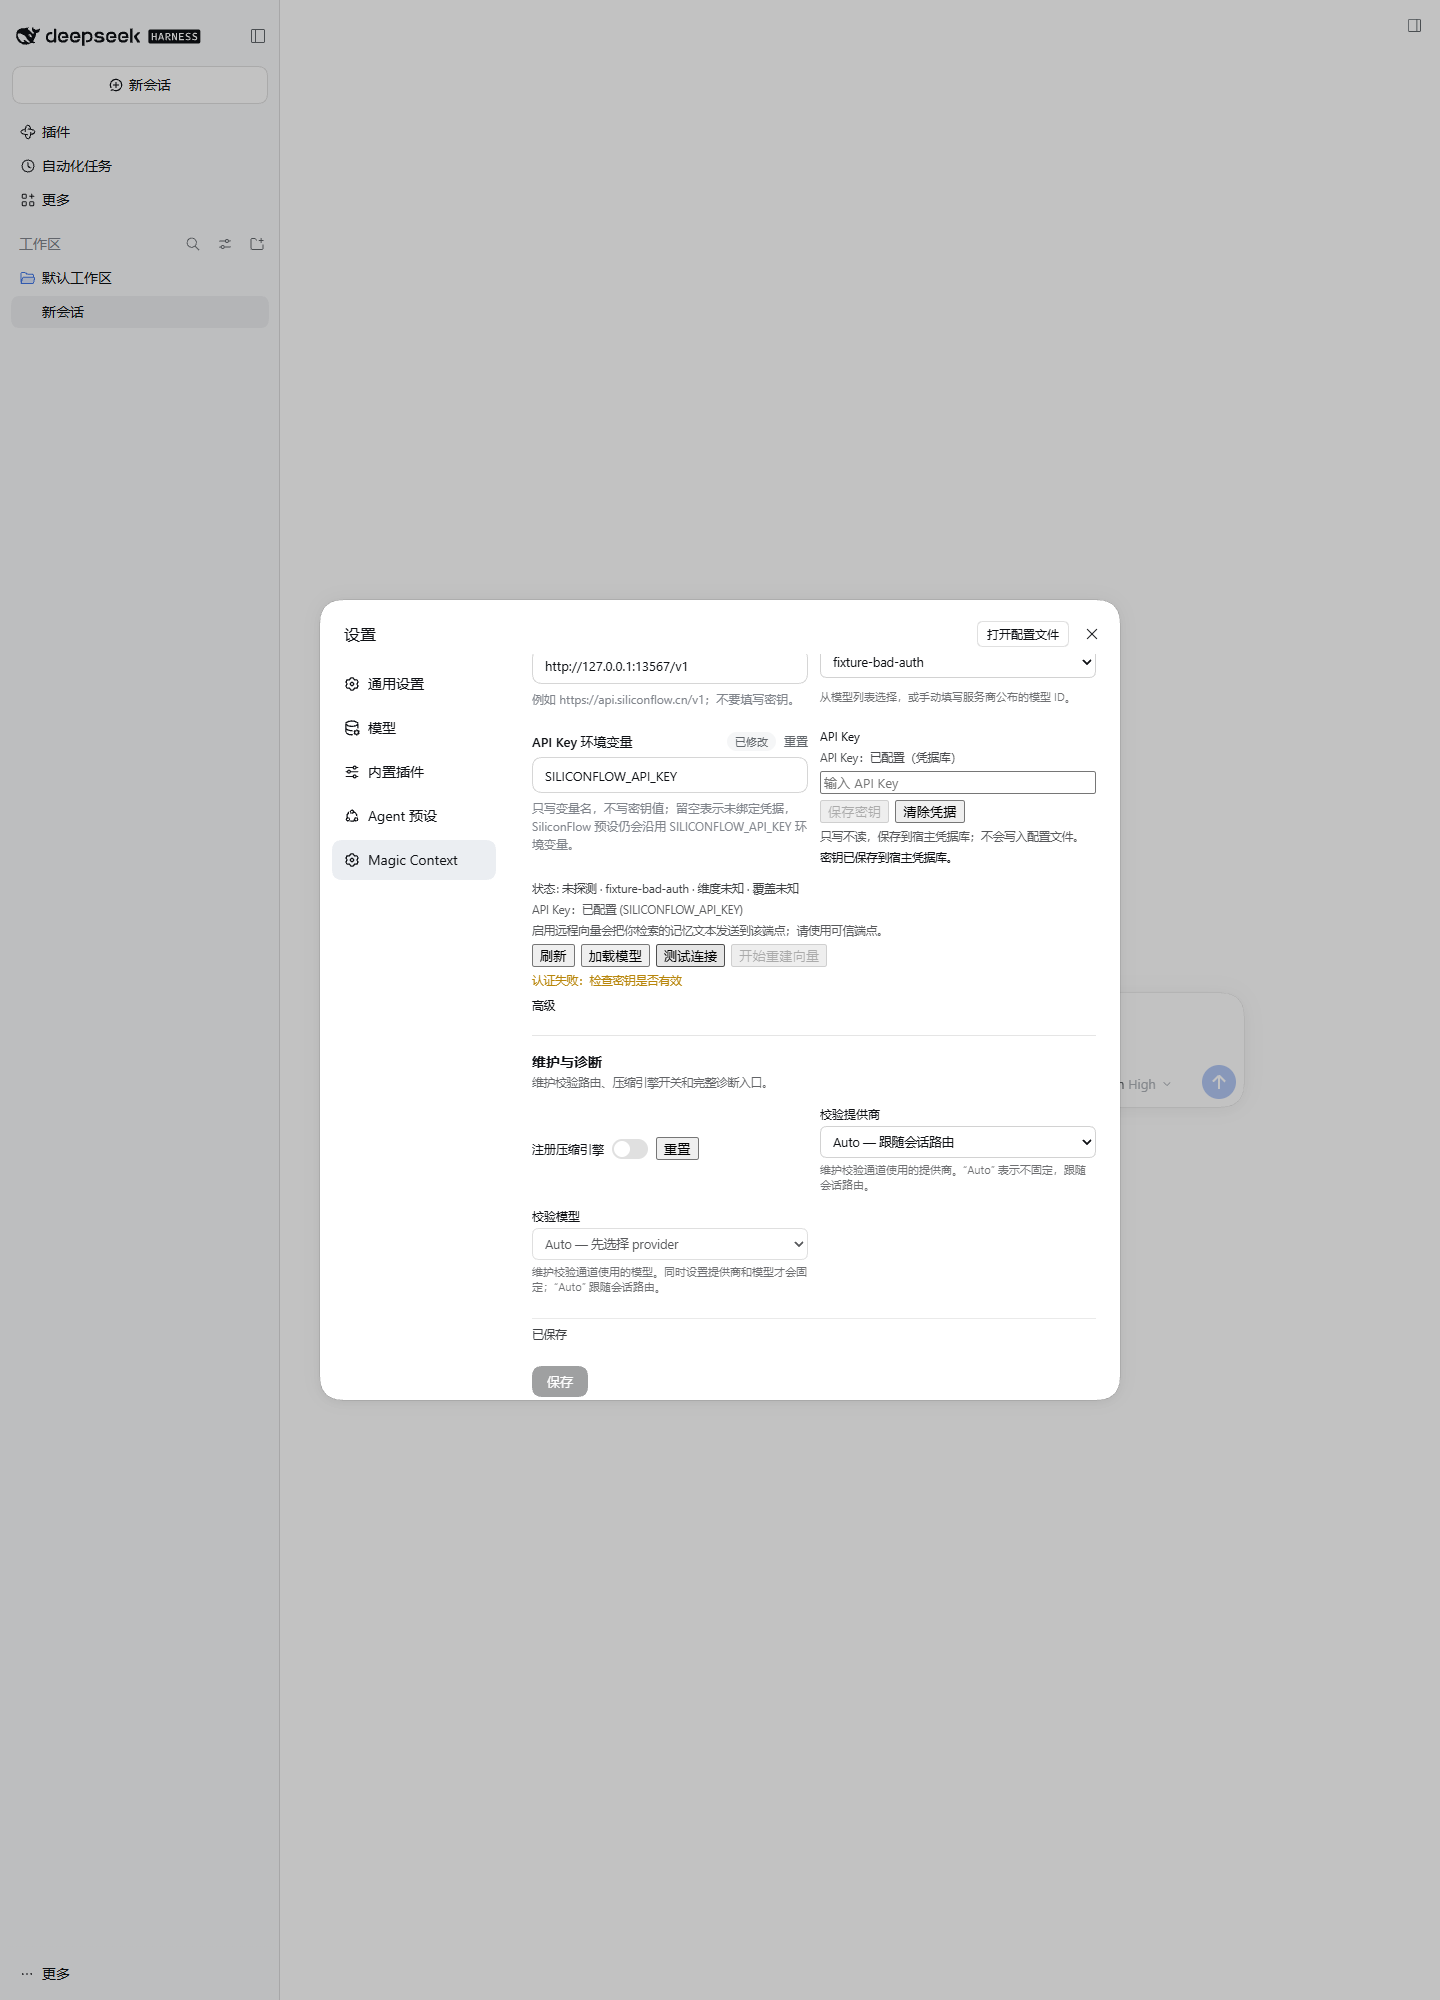 deepseek HARNESS
新会话
插件
自动化任务
更多
工作区
默认工作区
新会话
设置
打开配置文件
通用设置
模型
内置插件
Agent 预设
Magic Context
http://127.0.0.1:13567/v1
例如 https://api.siliconflow.cn/v1；不要填写密钥。
fixture-bad-auth
从模型列表选择，或手动填写服务商公布的模型 ID。
API Key 环境变量
已修改
重置
SILICONFLOW_API_KEY
只写变量名，不写密钥值；留空表示未绑定凭据，
SiliconFlow 预设仍会沿用 SILICONFLOW_API_KEY 环
境变量。
API Key
API Key：已配置（凭据库）
输入 API Key
保存密钥
清除凭据
只写不读，保存到宿主凭据库；不会写入配置文件。
密钥已保存到宿主凭据库。
状态: 未探测 · fixture-bad-auth · 维度未知 · 覆盖未知
API Key：已配置 (SILICONFLOW_API_KEY)
启用远程向量会把你检索的记忆文本发送到该端点；请使用可信端点。
刷新
加载模型
测试连接
开始重建向量
认证失败：检查密钥是否有效
高级
维护与诊断
维护校验路由、压缩引擎开关和完整诊断入口。
注册压缩引擎
重置
校验提供商
Auto — 跟随会话路由
维护校验通道使用的提供商。“Auto” 表示不固定，跟随
会话路由。
校验模型
Auto — 先选择 provider
维护校验通道使用的模型。同时设置提供商和模型才会固
定；“Auto” 跟随会话路由。
已保存
保存
High
更多